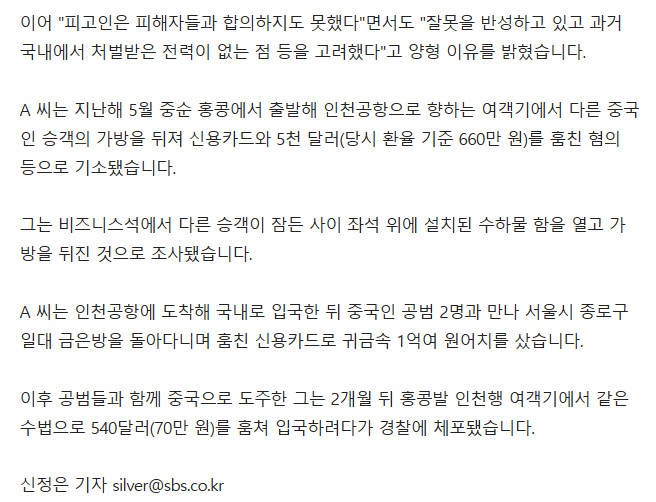 이어 "피고인은 피해자들과 합의하지도 못했다"면서도 "잘못을 반성하고 있고 과거
국내에서 처벌받은 전력이 없는 점 등을 고려했다"고 양형 이유를 밝혔습니다.
A 씨는 지난해 5월 중순 홍콩에서 출발해 인천공항으로 향하는 여객기에서 다른 중국
인 승객의 가방을 뒤져 신용카드와 5천 달러(당시 환율 기준 660만 원)를 훔친 혐의
등으로 기소됐습니다.
그는 비즈니스석에서 다른 승객이 잠든 사이 좌석 위에 설치된 수하물 함을 열고 가
방을 뒤진 것으로 조사됐습니다.
A 씨는 인천공항에 도착해 국내로 입국한 뒤 중국인 공범 2명과 만나 서울시 종로구
일대 금은방을 돌아다니며 훔친 신용카드로 귀금속 1억여 원어치를 샀습니다.
이후 공범들과 함께 중국으로 도주한 그는 2개월 뒤 홍콩발 인천행 여객기에서 같은
수법으로 540달러(70만 원)를 훔쳐 입국하려다가 경찰에 체포됐습니다.
신정은 기자 silver@sbs.co.kr